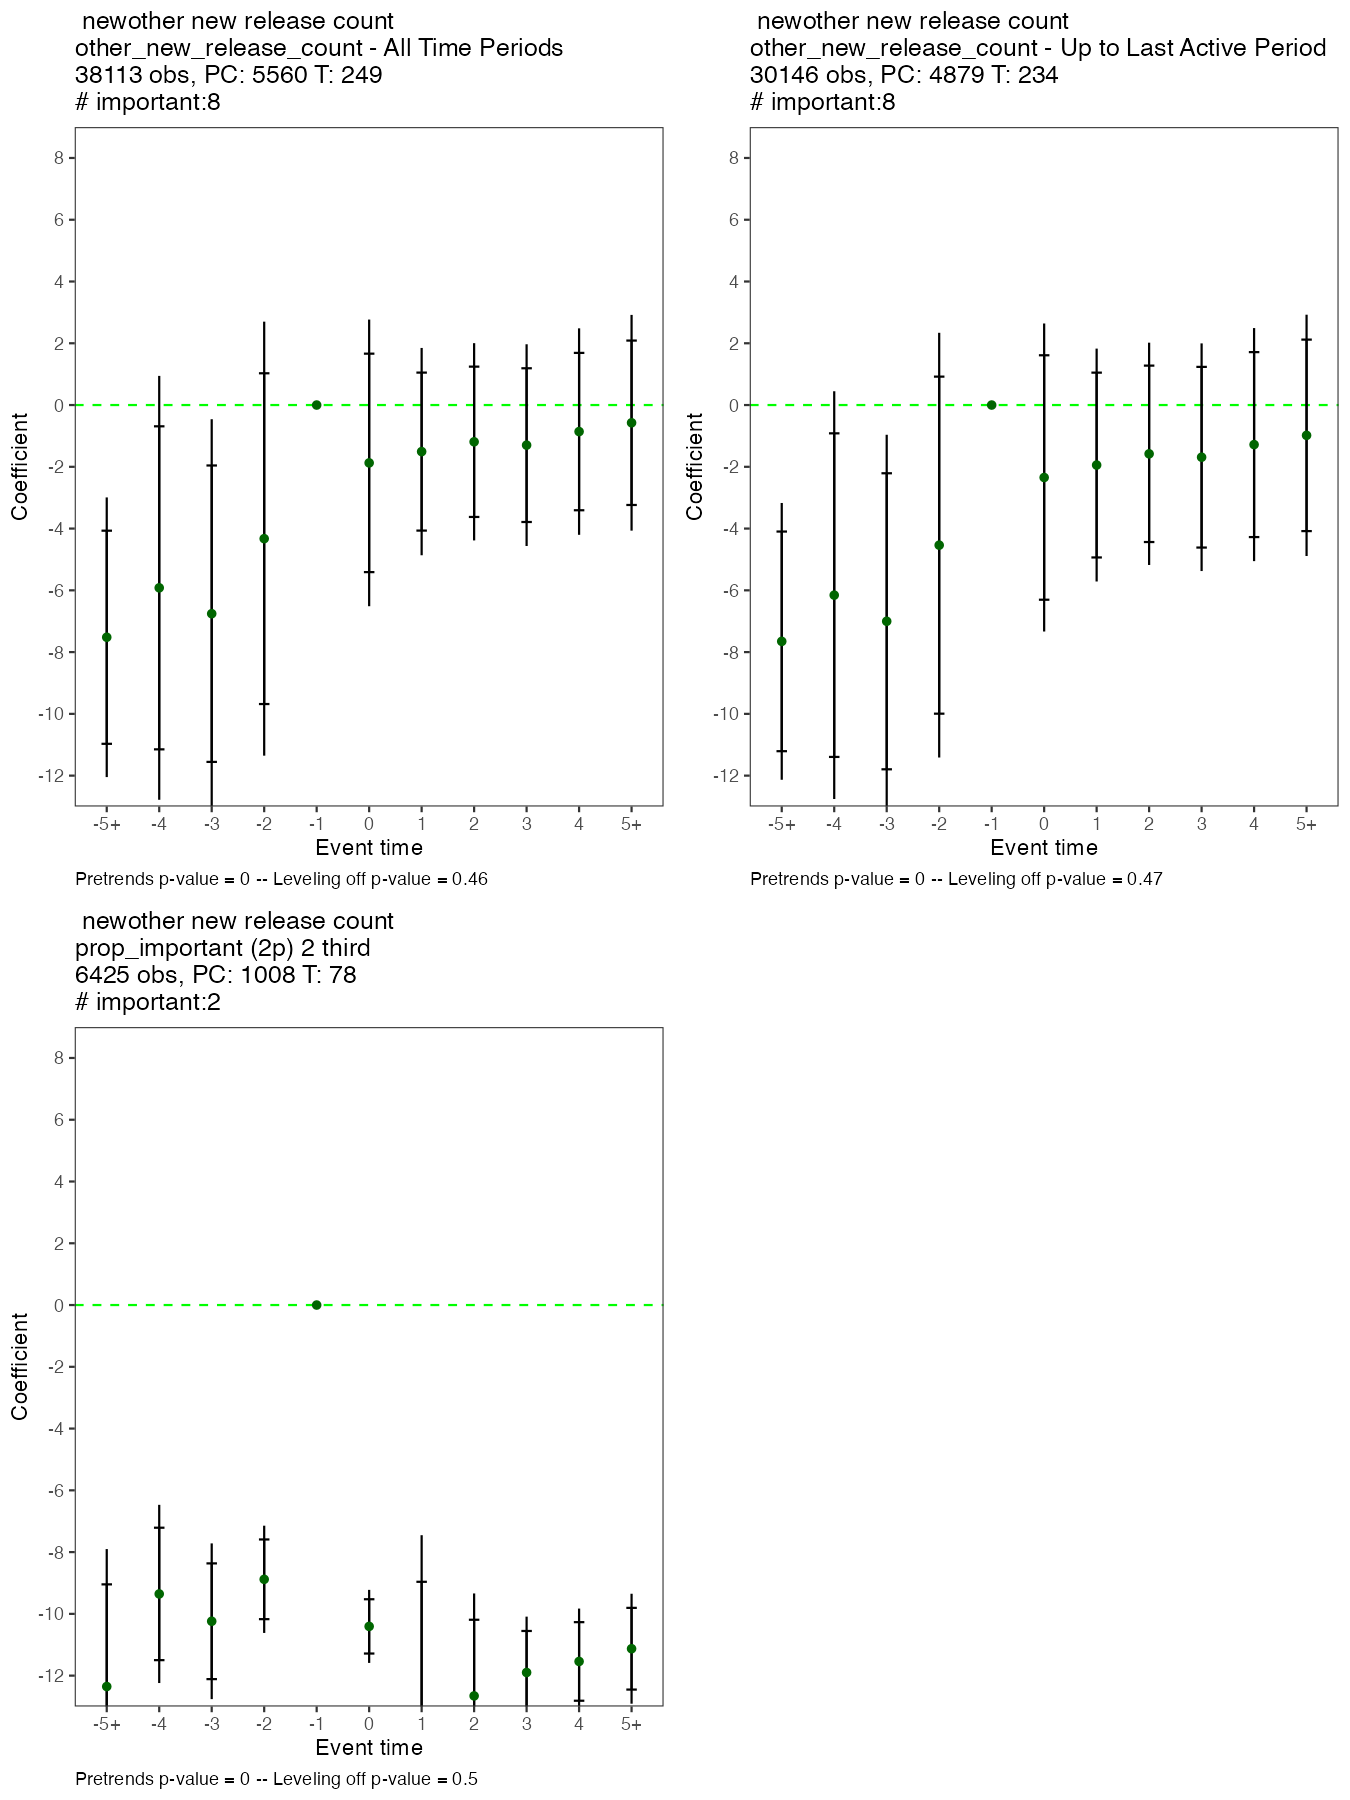 newother new release count
other_new_release_count - All Time Periods
38113 obs, PC: 5560 T: 249
# important:8
8
6
4
2
0
-2
-4
-6
-8
-10
-12
Coefficient
-5+ -4 -3 -2 -1 0 1 2 3 4 5+
Event time
Pretrends p-value = 0 -- Leveling off p-value = 0.46
newother new release count
other_new_release_count - Up to Last Active Period
30146 obs, PC: 4879 T: 234
# important:8
8
6
4
2
0
-2
-4
-6
-8
-10
-12
Coefficient
-5+ -4 -3 -2 -1 0 1 2 3 4 5+
Event time
Pretrends p-value = 0 -- Leveling off p-value = 0.47
newother new release count
prop_important (2p) 2 third
6425 obs, PC: 1008 T: 78
# important:2
8
6
4
2
0
-2
-4
-6
-8
-10
-12
Coefficient
-5+ -4 -3 -2 -1 0 1 2 3 4 5+
Event time
Pretrends p-value = 0 -- Leveling off p-value = 0.5